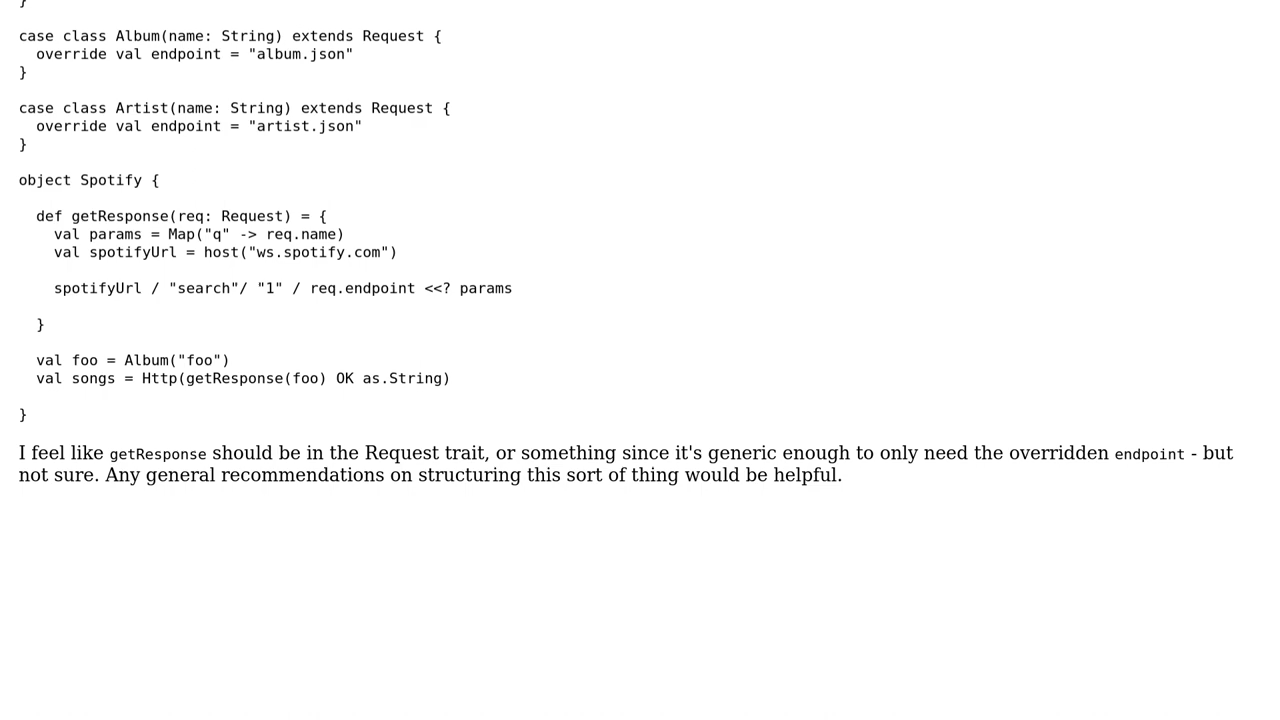 }
case class Album(name: String) extends Request {
  override val endpoint = "album.json"
}
case class Artist(name: String) extends Request {
  override val endpoint = "artist.json"
}
object Spotify {
  def getResponse(req: Request) = {
    val params = Map("q" -> req.name)
    val spotifyUrl = host("ws.spotify.com")
    spotifyUrl / "search"/ "1" / req.endpoint <<? params
  }
  val foo = Album("foo")
  val songs = Http(getResponse(foo) OK as.String)
}
I feel like getResponse should be in the Request trait, or something since it's generic enough to only need the overridden endpoint - but
not sure. Any general recommendations on structuring this sort of thing would be helpful.